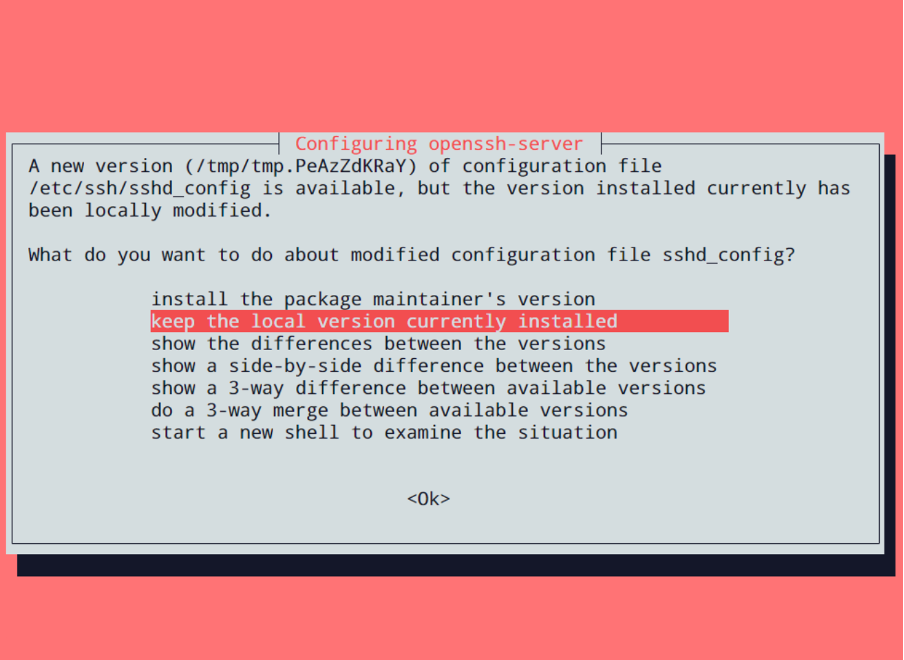 Configuring openssh-server
A new version (/tmp/tmp.PeAzZdKRaY) of configuration file
/etc/ssh/sshd_config is available, but the version installed currently has
been locally modified.
What do you want to do about modified configuration file sshd_config?
install the package maintainer's version
keep the local version currently installed
show the differences between the versions
show a side-by-side difference between the versions
show a 3-way difference between available versions
do a 3-way merge between available versions
start a new shell to examine the situation
<Ok>